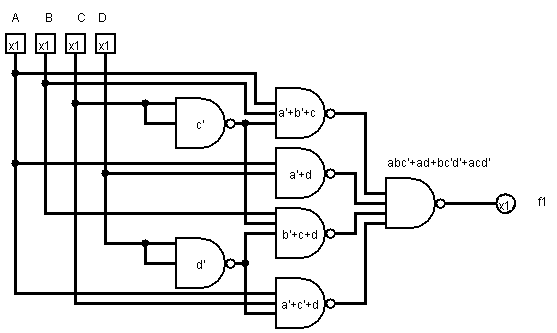 A B C D
x1 x1 x1 x1
a'+b'+c
c'
abc'+ad+bc'd'+acd'
a'+d
x1 f1
b'+c+d
d'
a'+c'+d